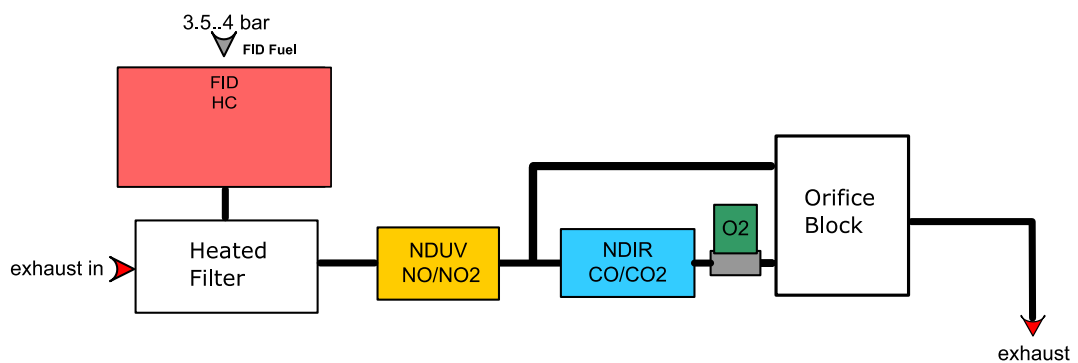 3.5..4 bar
FID Fuel
FID
HC
exhaust in
Heated
Filter
NDUV
NO/NO2
NDIR
CO/CO2
O2
Orifice
Block
exhaust